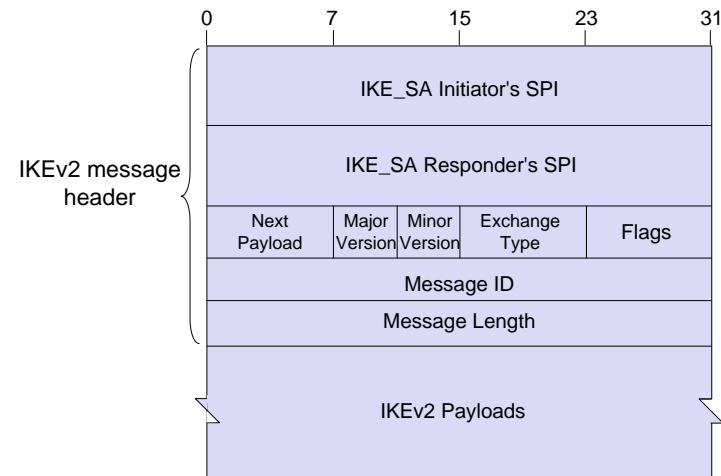 0 7 15 23 31
IKE_SA Initiator's SPI
IKE_SA Responder's SPI
IKEv2 message
header
Next
Payload
Major
Version
Minor
Version
Exchange
Type
Flags
Message ID
Message Length
IKEv2 Payloads